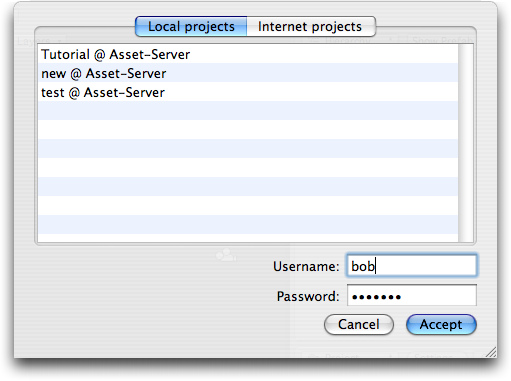 Local projects Internet projects
Tutorial @ Asset-Server
new @ Asset-Server
test @ Asset-Server
Username: bob
Password: •••••••
Cancel Accept